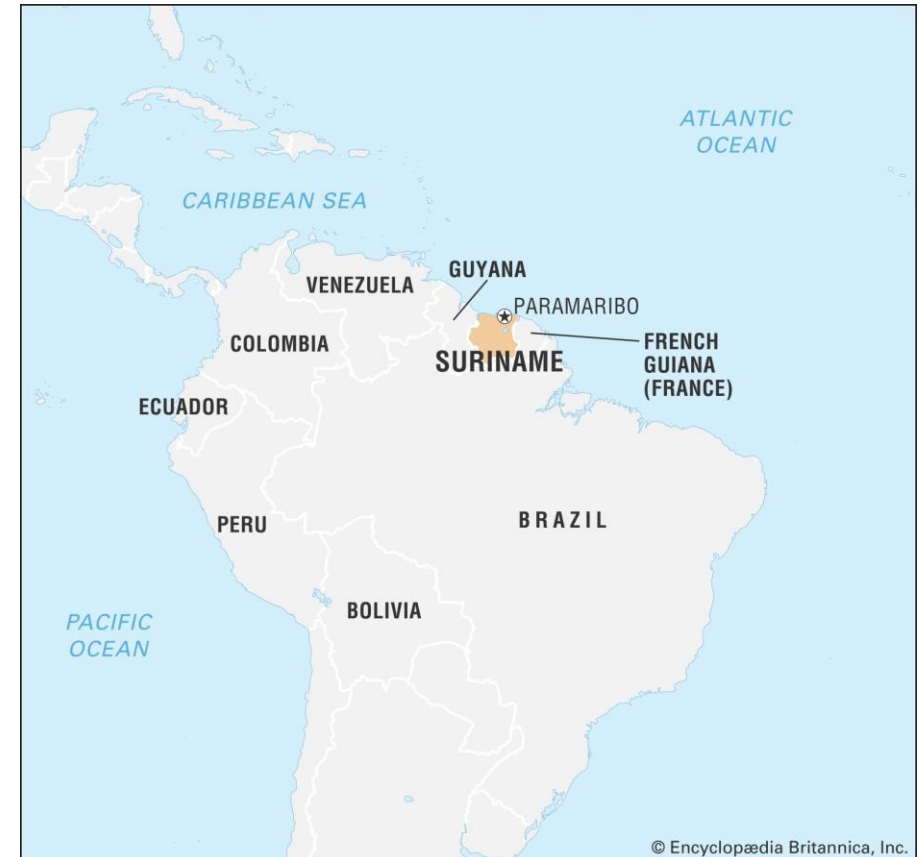 ATLANTIC
OCEAN
CARIBBEAN SEA
VENEZUELA
GUYANA
PARAMARIBO
COLOMBIA
SURINAME
FRENCH
GUIANA
(FRANCE)
ECUADOR
PERU
BRAZIL
BOLIVIA
PACIFIC
OCEAN
© Encyclopædia Britannica, Inc.